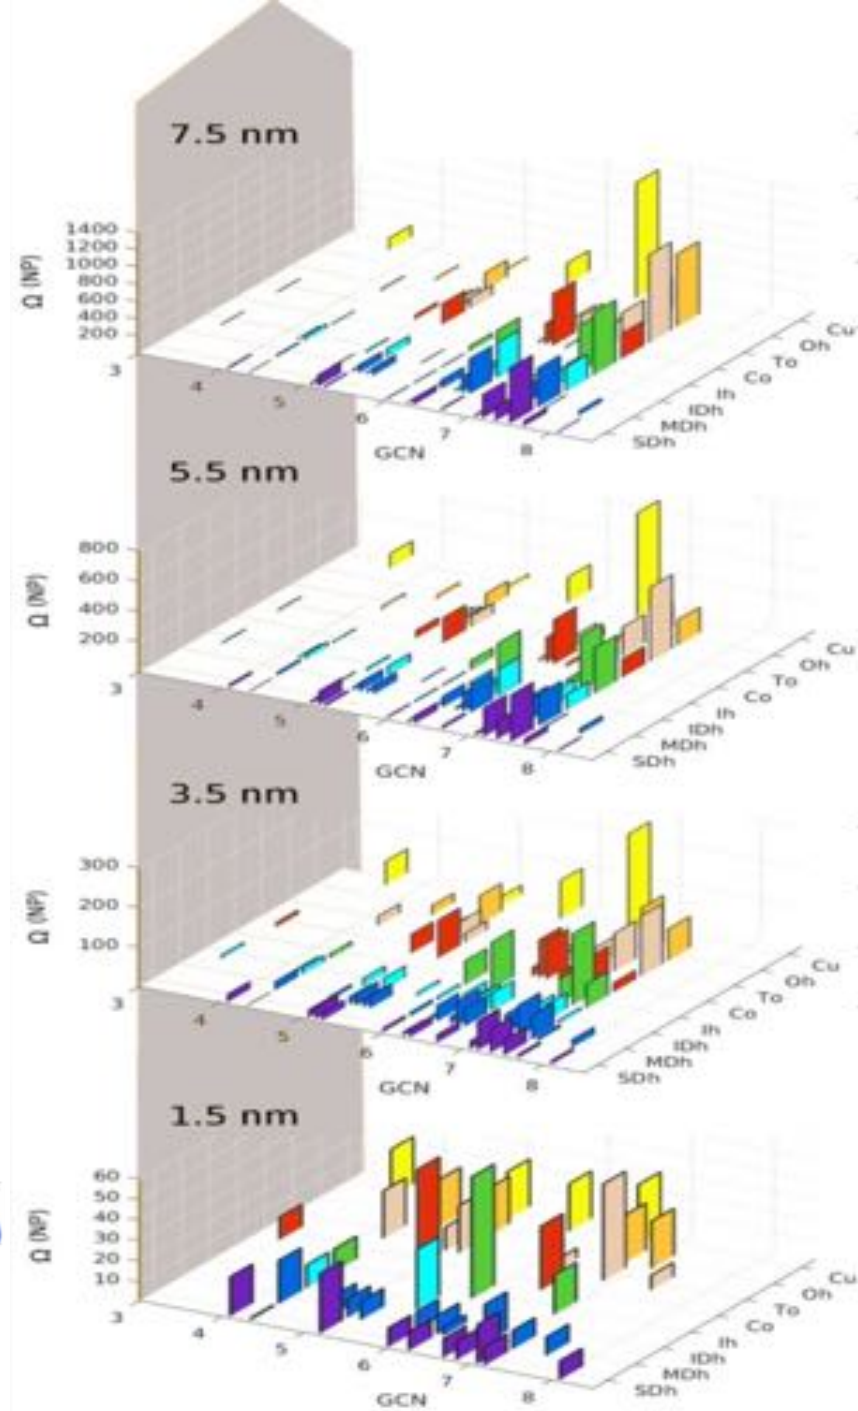 7.5 nm
Ω (NP)
1400
1200
1000
800
600
400
200
3
4
5
6
7
8
GCN
SDh
MDh
IDh
Ih
Co
To
Oh
Cu
5.5 nm
Ω (NP)
800
600
400
200
3
4
5
6
7
8
GCN
SDh
MDh
IDh
Ih
Co
To
Oh
Cu
3.5 nm
Ω (NP)
300
200
100
3
4
5
6
7
8
GCN
SDh
MDh
IDh
Ih
Co
To
Oh
Cu
1.5 nm
Ω (NP)
60
50
40
30
20
10
3
4
5
6
7
8
GCN
SDh
MDh
IDh
Ih
Co
To
Oh
Cu